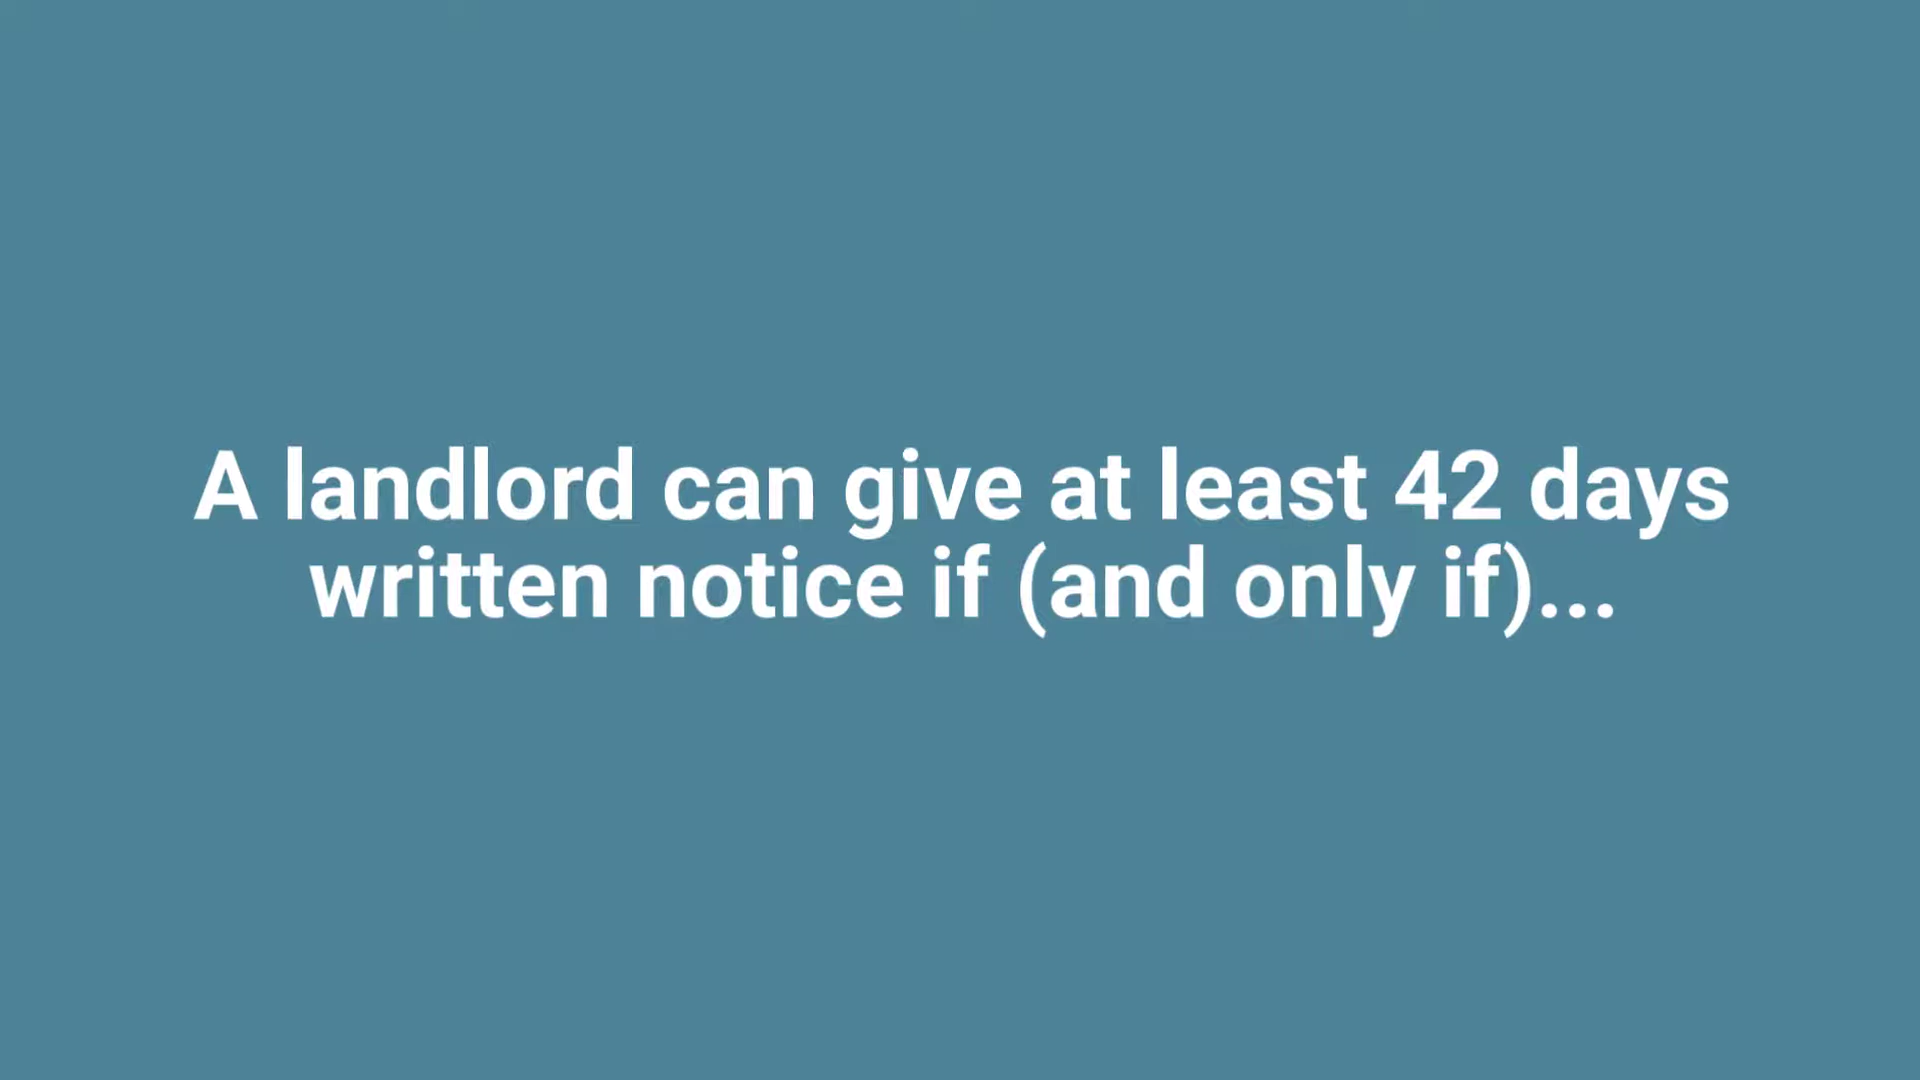 A landlord can give at least 42 days
written notice if (and only if)...